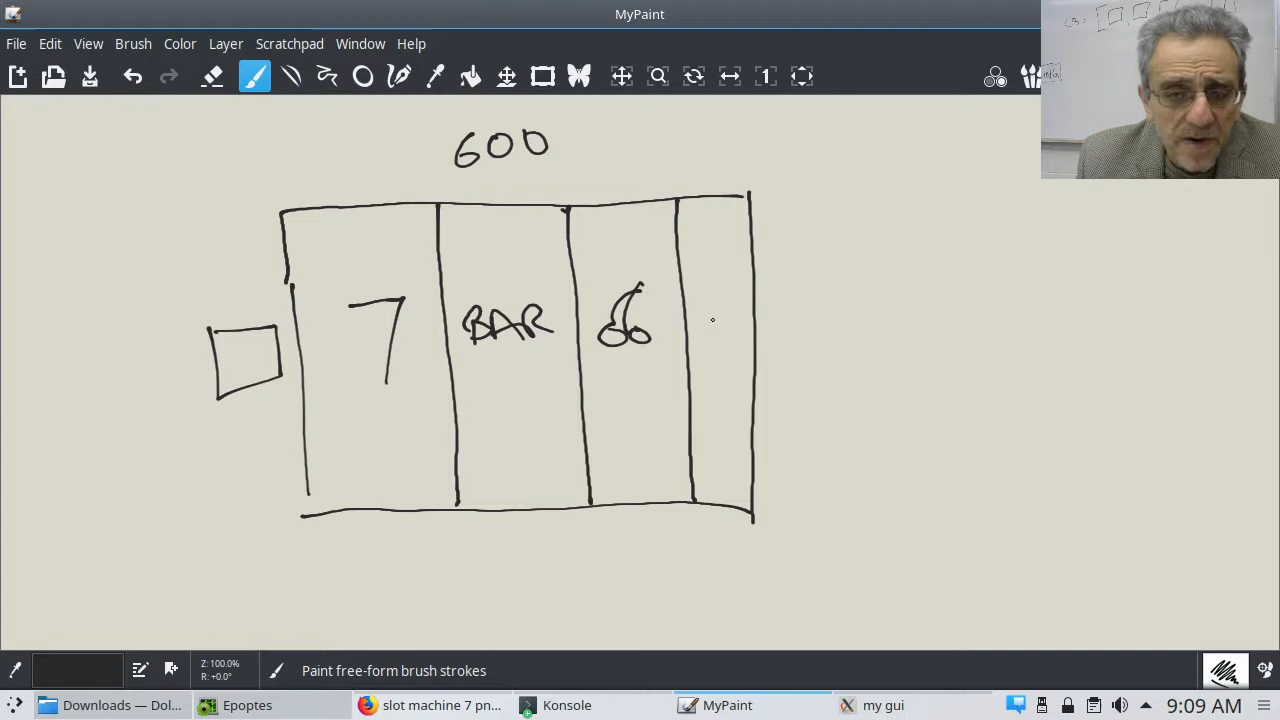 MyPaint
File Edit View Brush Color Layer Scratchpad Window Help
1
600
7 BAR
Z: 100.0%
R: +0.0°
Paint free-form brush strokes
Downloads — Dol... Epoptes slot machine 7 pn... Konsole MyPaint my gui 9:09 AM